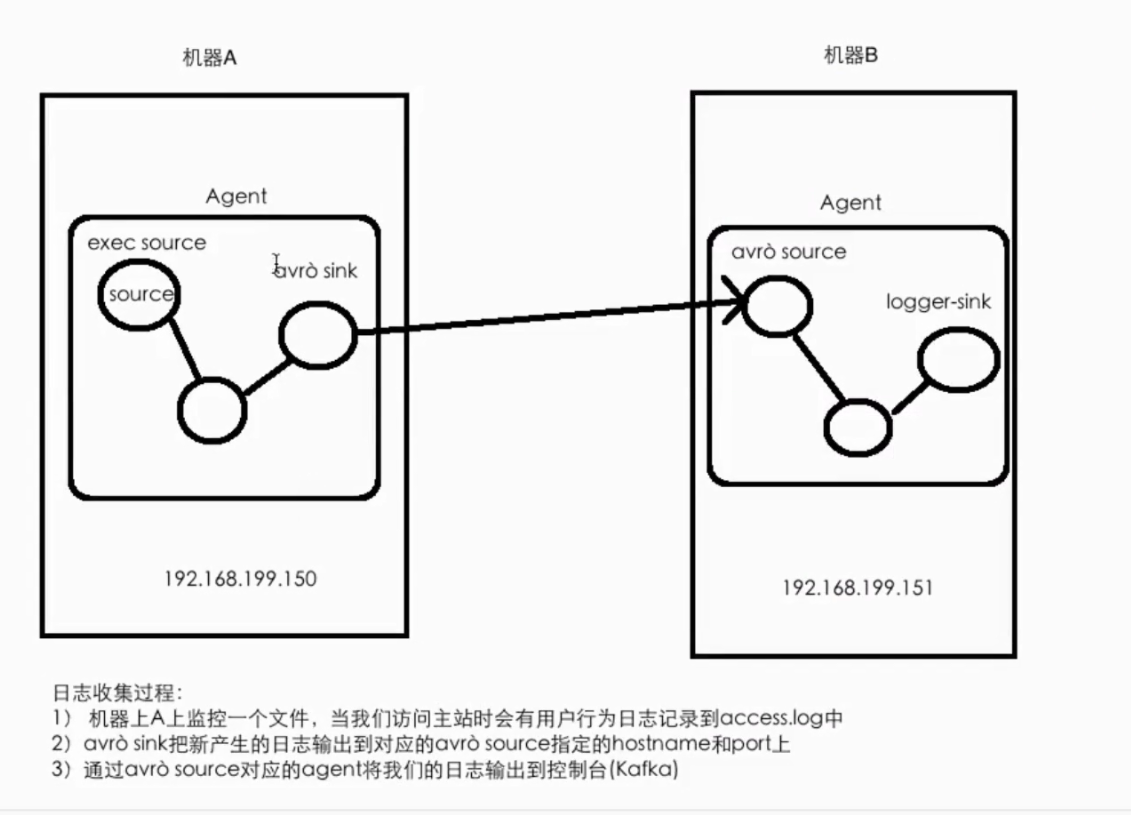 机器A
机器B
Agent
Agent
exec source
avrò source
avrò sink
source
logger-sink
192.168.199.150
192.168.199.151
日志收集过程：
1） 机器上A上监控一个文件，当我们访问主站时会有用户行为日志记录到access.log中
2）avrò sink把新产生的日志输出到对应的avrò source指定的hostname和port上
3）通过avrò source对应的agent将我们的日志输出到控制台(Kafka)